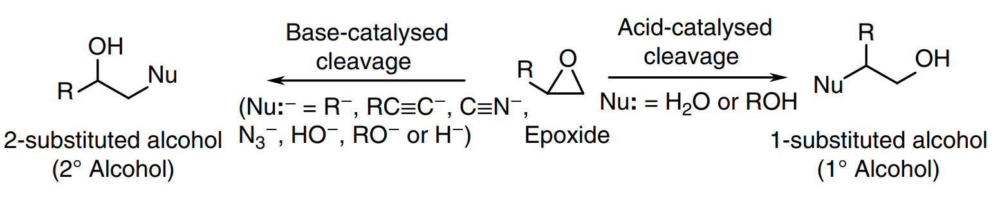 Base-catalysed
cleavage
Acid-catalysed
cleavage
OH
R
Nu
R
O
R
Nu
OH
(Nu:⁻ = R⁻, RC≡C⁻, C≡N⁻,
N₃⁻, HO⁻, RO⁻ or H⁻)
Nu: = H₂O or ROH
2-substituted alcohol
(2° Alcohol)
Epoxide
1-substituted alcohol
(1° Alcohol)